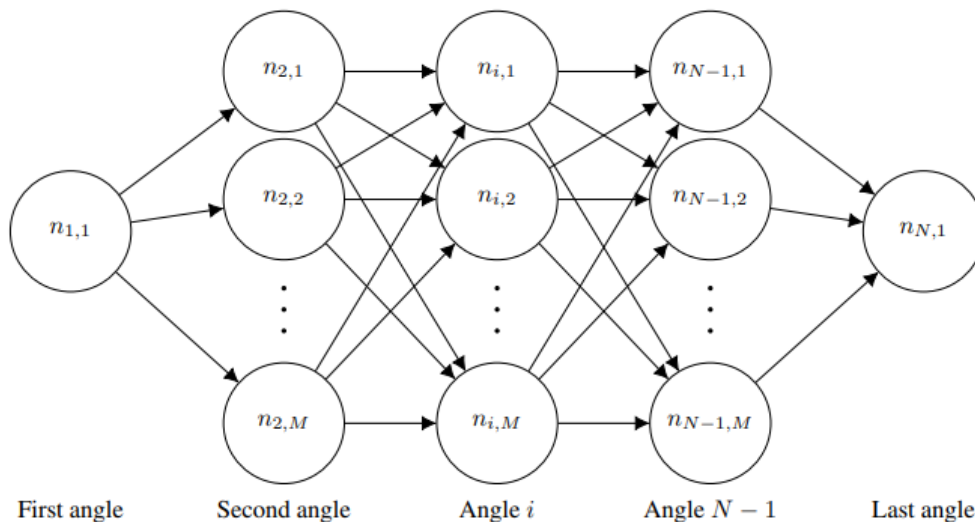 n_{2,1} n_{i,1} n_{N−1,1}
n_{2,2} n_{i,2} n_{N−1,2}
n_{1,1} n_{N,1}
n_{2,M} n_{i,M} n_{N−1,M}
First angle Second angle Angle i Angle N − 1 Last angle